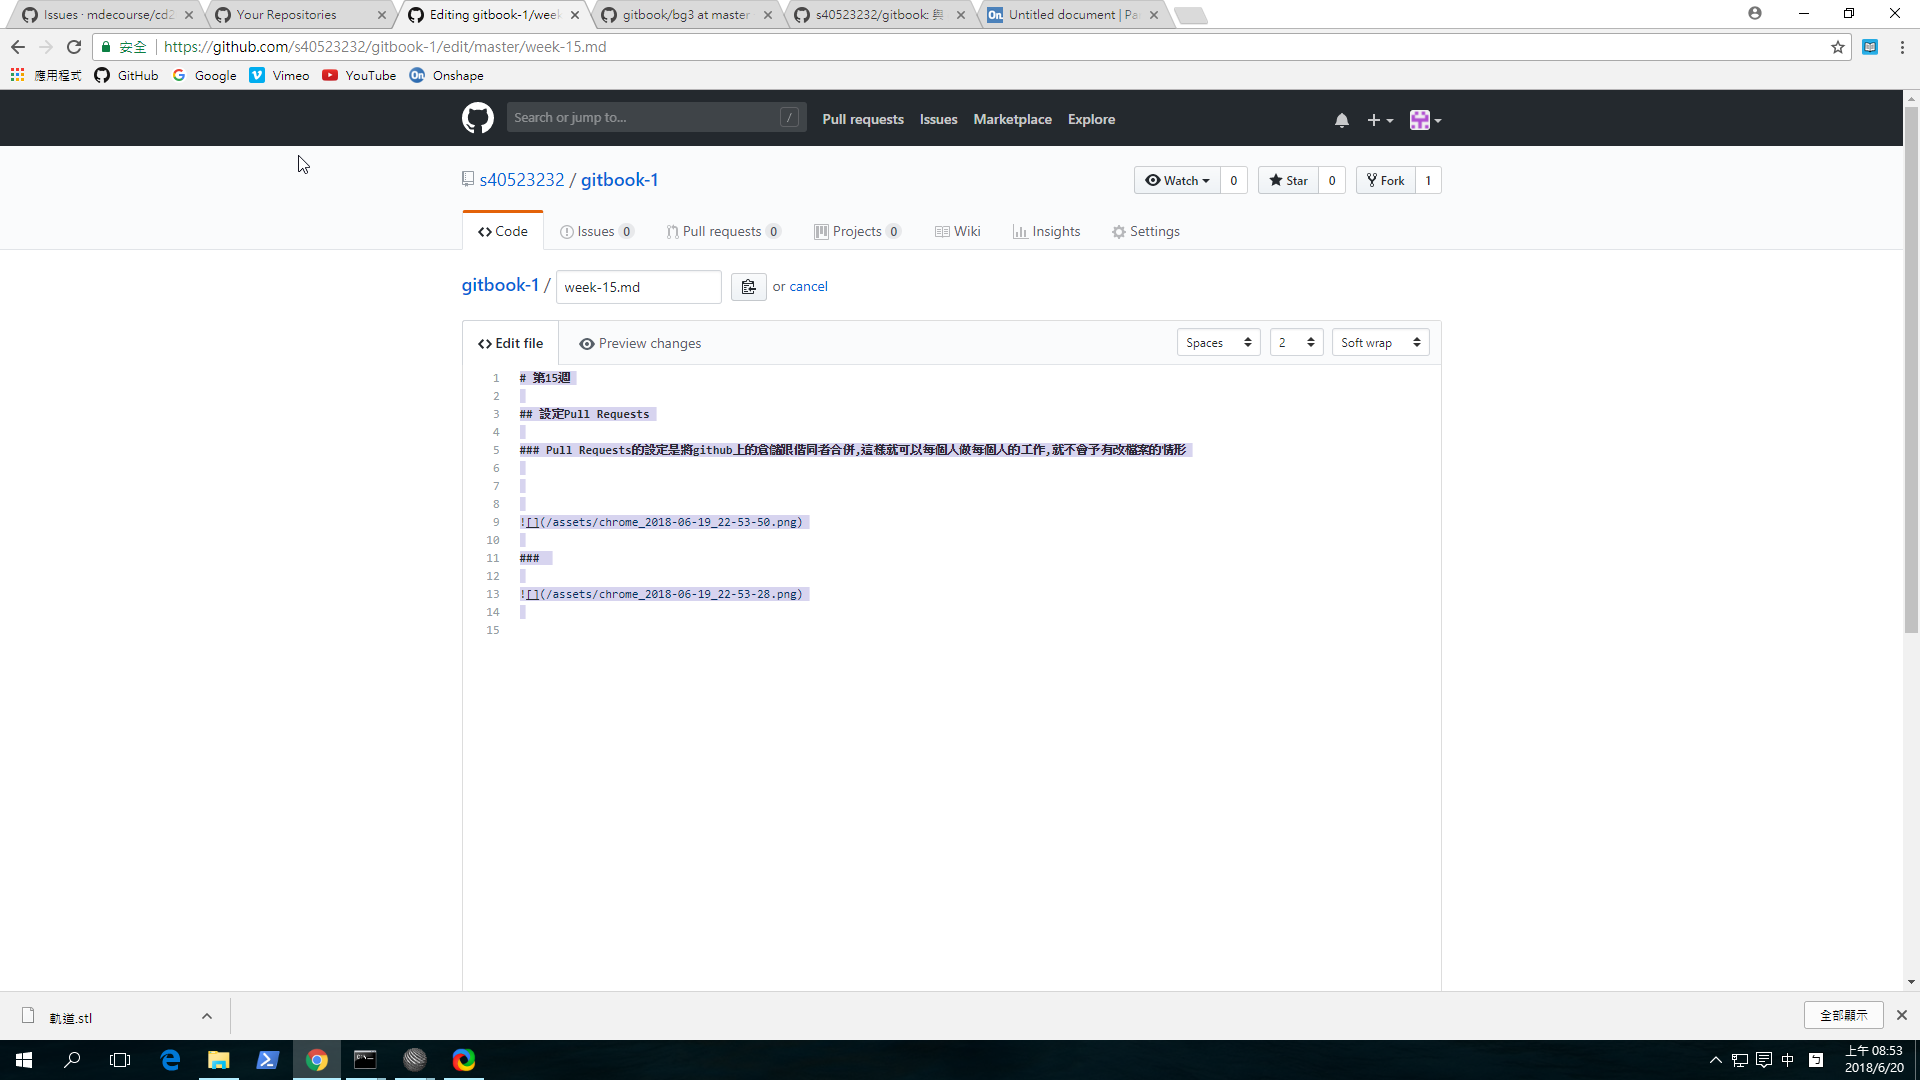 Issues · mdecourse/cd2
Your Repositories
Editing gitbook-1/week
gitbook/bg3 at master
s40523232/gitbook: 與
Untitled document | Pa
安全 https://github.com/s40523232/gitbook-1/edit/master/week-15.md
應用程式 GitHub Google Vimeo YouTube Onshape
Search or jump to... / Pull requests Issues Marketplace Explore
s40523232 / gitbook-1
Watch 0 Star 0 Fork 1
Code Issues 0 Pull requests 0 Projects 0 Wiki Insights Settings
gitbook-1 / week-15.md or cancel
Edit file Preview changes Spaces 2 Soft wrap
1 # 第15週
2
3 ## 設定Pull Requests
4
5 ### Pull Requests的設定是將github上的倉儲跟偕同者合併,這樣就可以每個人做每個人的工作,就不會予有改檔案的情形
6
7
8
9 ![](/assets/chrome_2018-06-19_22-53-50.png)
10
11 ###
12
13 ![](/assets/chrome_2018-06-19_22-53-28.png)
14
15
軌道.stl
全部顯示
中
上午 08:53
2018/6/20